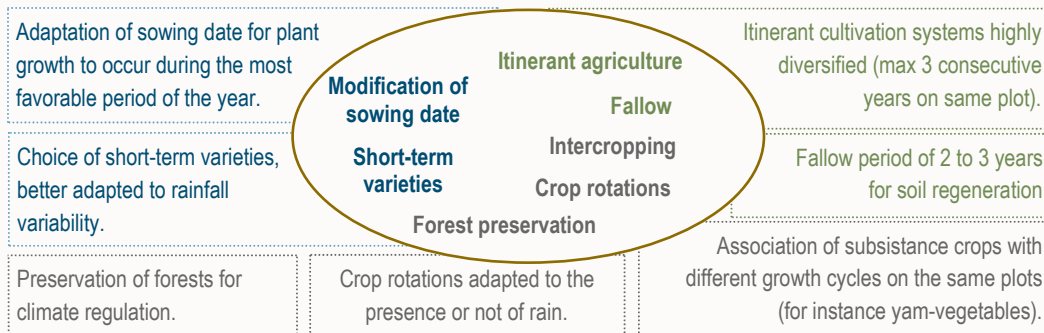 Adaptation of sowing date for plant
growth to occur during the most
favorable period of the year.
Choice of short-term varieties,
better adapted to rainfall
variability.
Modification of
sowing date
Short-term
varieties
Itinerant agriculture
Fallow
Intercropping
Crop rotations
Forest preservation
Itinerant cultivation systems highly
diversified (max 3 consecutive
years on same plot).
Fallow period of 2 to 3 years
for soil regeneration
Preservation of forests for
climate regulation.
Crop rotations adapted to the
presence or not of rain.
Association of subsistance crops with
different growth cycles on the same plots
(for instance yam-vegetables).